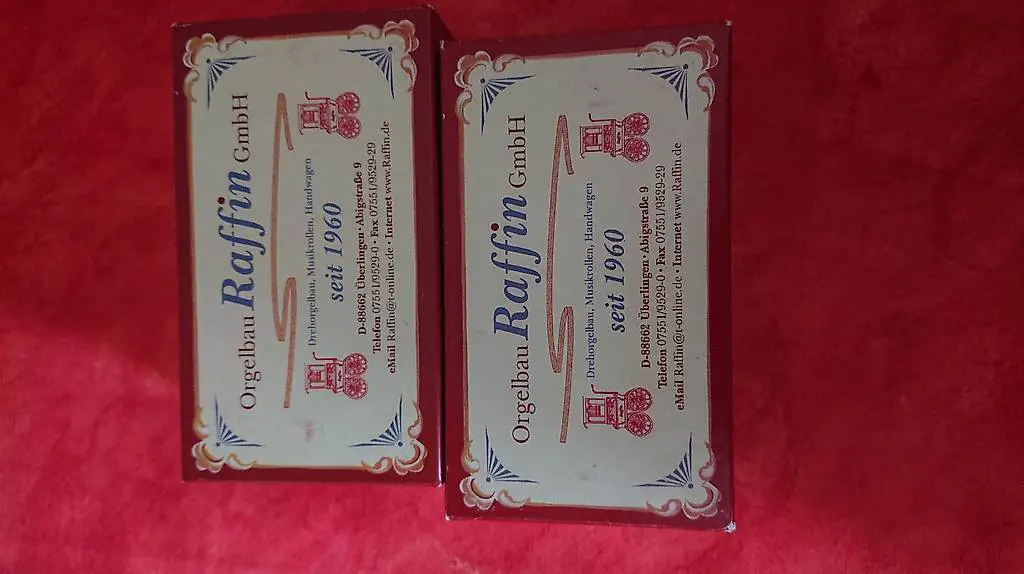 Orgelbau Raffin GmbH
Drehorgelbau, Musikrollen, Handwagen
seit 1960
D-88662 Überlingen · Abigstraße 9
Telefon 07551/9529-0 · Fax 07551/9529-29
eMail Raffin@t-online.de · Internet www.Raffin.de
Orgelbau Raffin GmbH
Drehorgelbau, Musikrollen, Handwagen
seit 1960
D-88662 Überlingen · Abigstraße 9
Telefon 07551/9529-0 · Fax 07551/9529-29
eMail Raffin@t-online.de · Internet www.Raffin.de